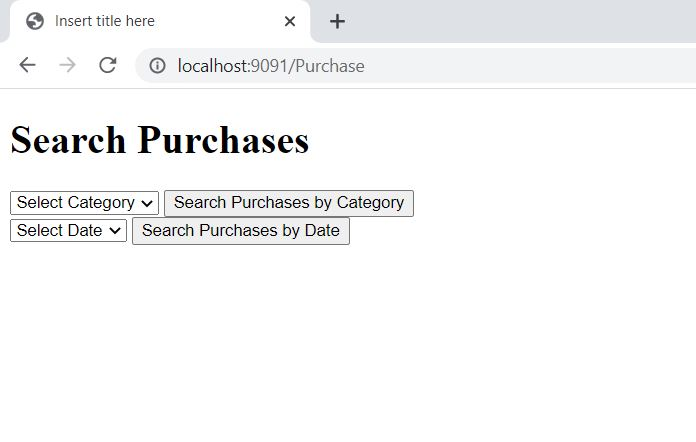 Insert title here
localhost:9091/Purchase
Search Purchases
Select Category Search Purchases by Category
Select Date Search Purchases by Date